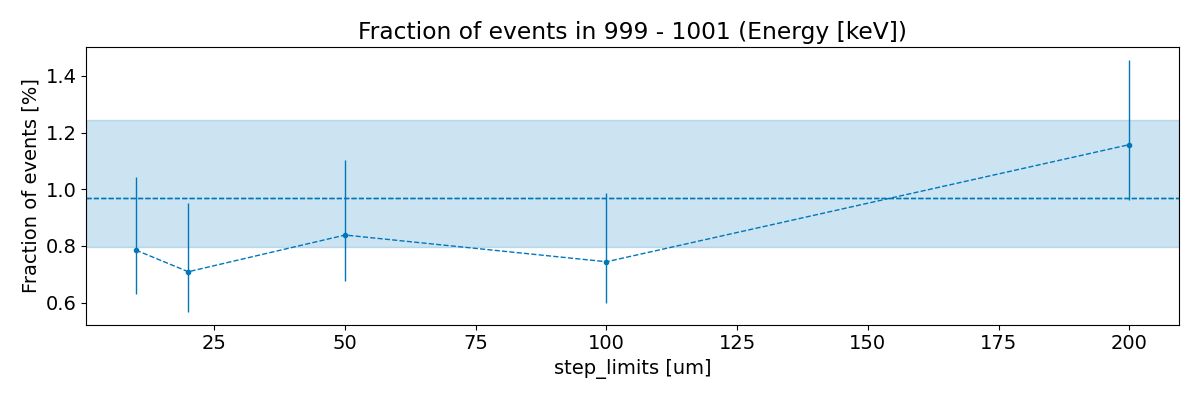 Fraction of events in 999 - 1001 (Energy [keV])
Fraction of events [%]
1.4
1.2
1.0
0.8
0.6
25 50 75 100 125 150 175 200
step_limits [um]